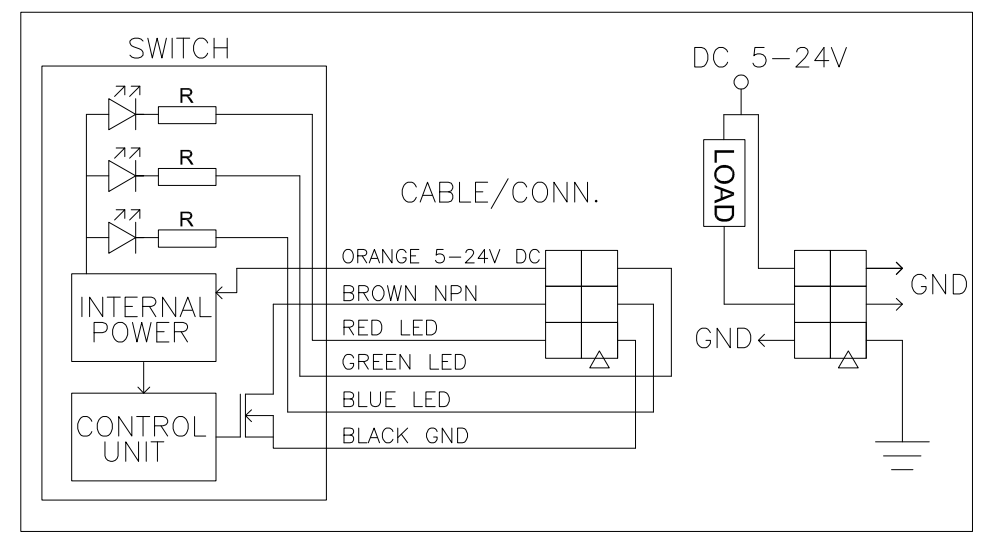 SWITCH
R
R
R
INTERNAL
POWER
CONTROL
UNIT
CABLE/CONN.
ORANGE 5-24V DC
BROWN NPN
RED LED
GREEN LED
BLUE LED
BLACK GND
DC 5-24V
LOAD
GND
GND